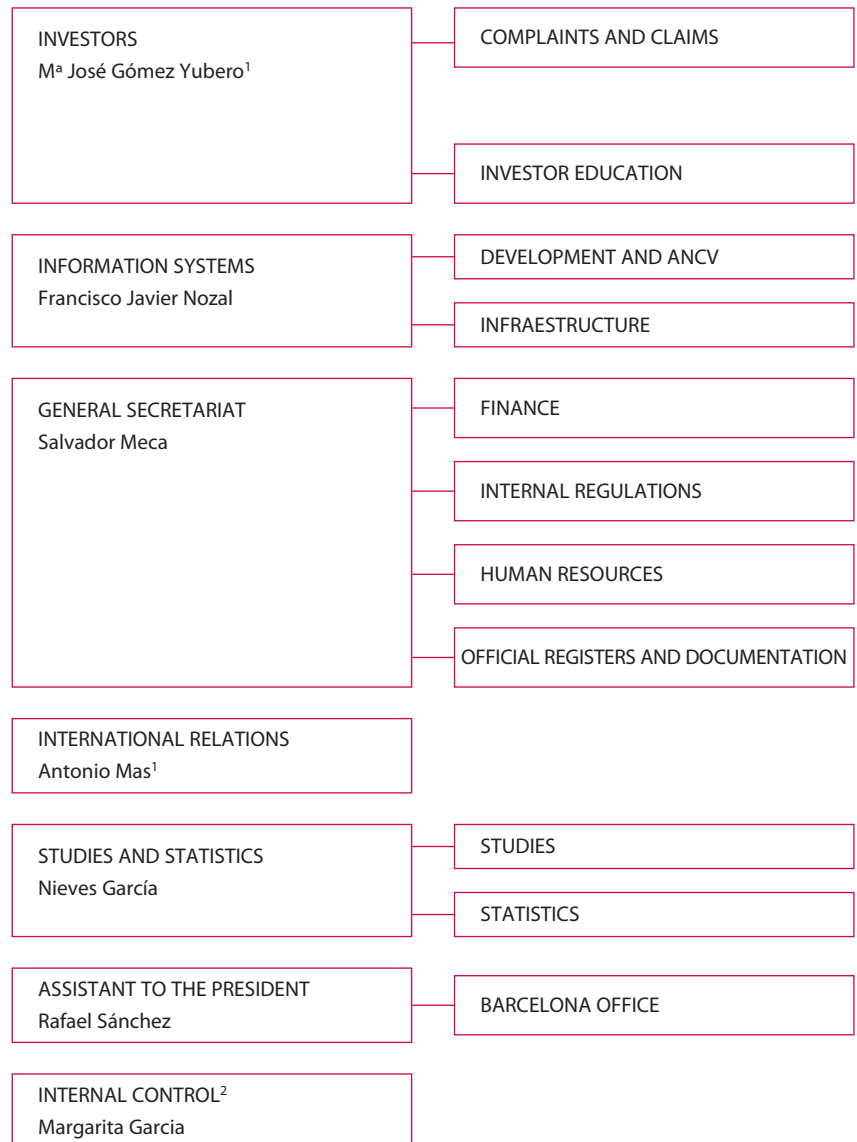 INVESTORS
Mª José Gómez Yubero¹
COMPLAINTS AND CLAIMS
INVESTOR EDUCATION
INFORMATION SYSTEMS
Francisco Javier Nozal
DEVELOPMENT AND ANCV
INFRAESTRUCTURE
GENERAL SECRETARIAT
Salvador Meca
FINANCE
INTERNAL REGULATIONS
HUMAN RESOURCES
OFFICIAL REGISTERS AND DOCUMENTATION
INTERNATIONAL RELATIONS
Antonio Mas¹
STUDIES AND STATISTICS
Nieves García
STUDIES
STATISTICS
ASSISTANT TO THE PRESIDENT
Rafael Sánchez
BARCELONA OFFICE
INTERNAL CONTROL²
Margarita Garcia